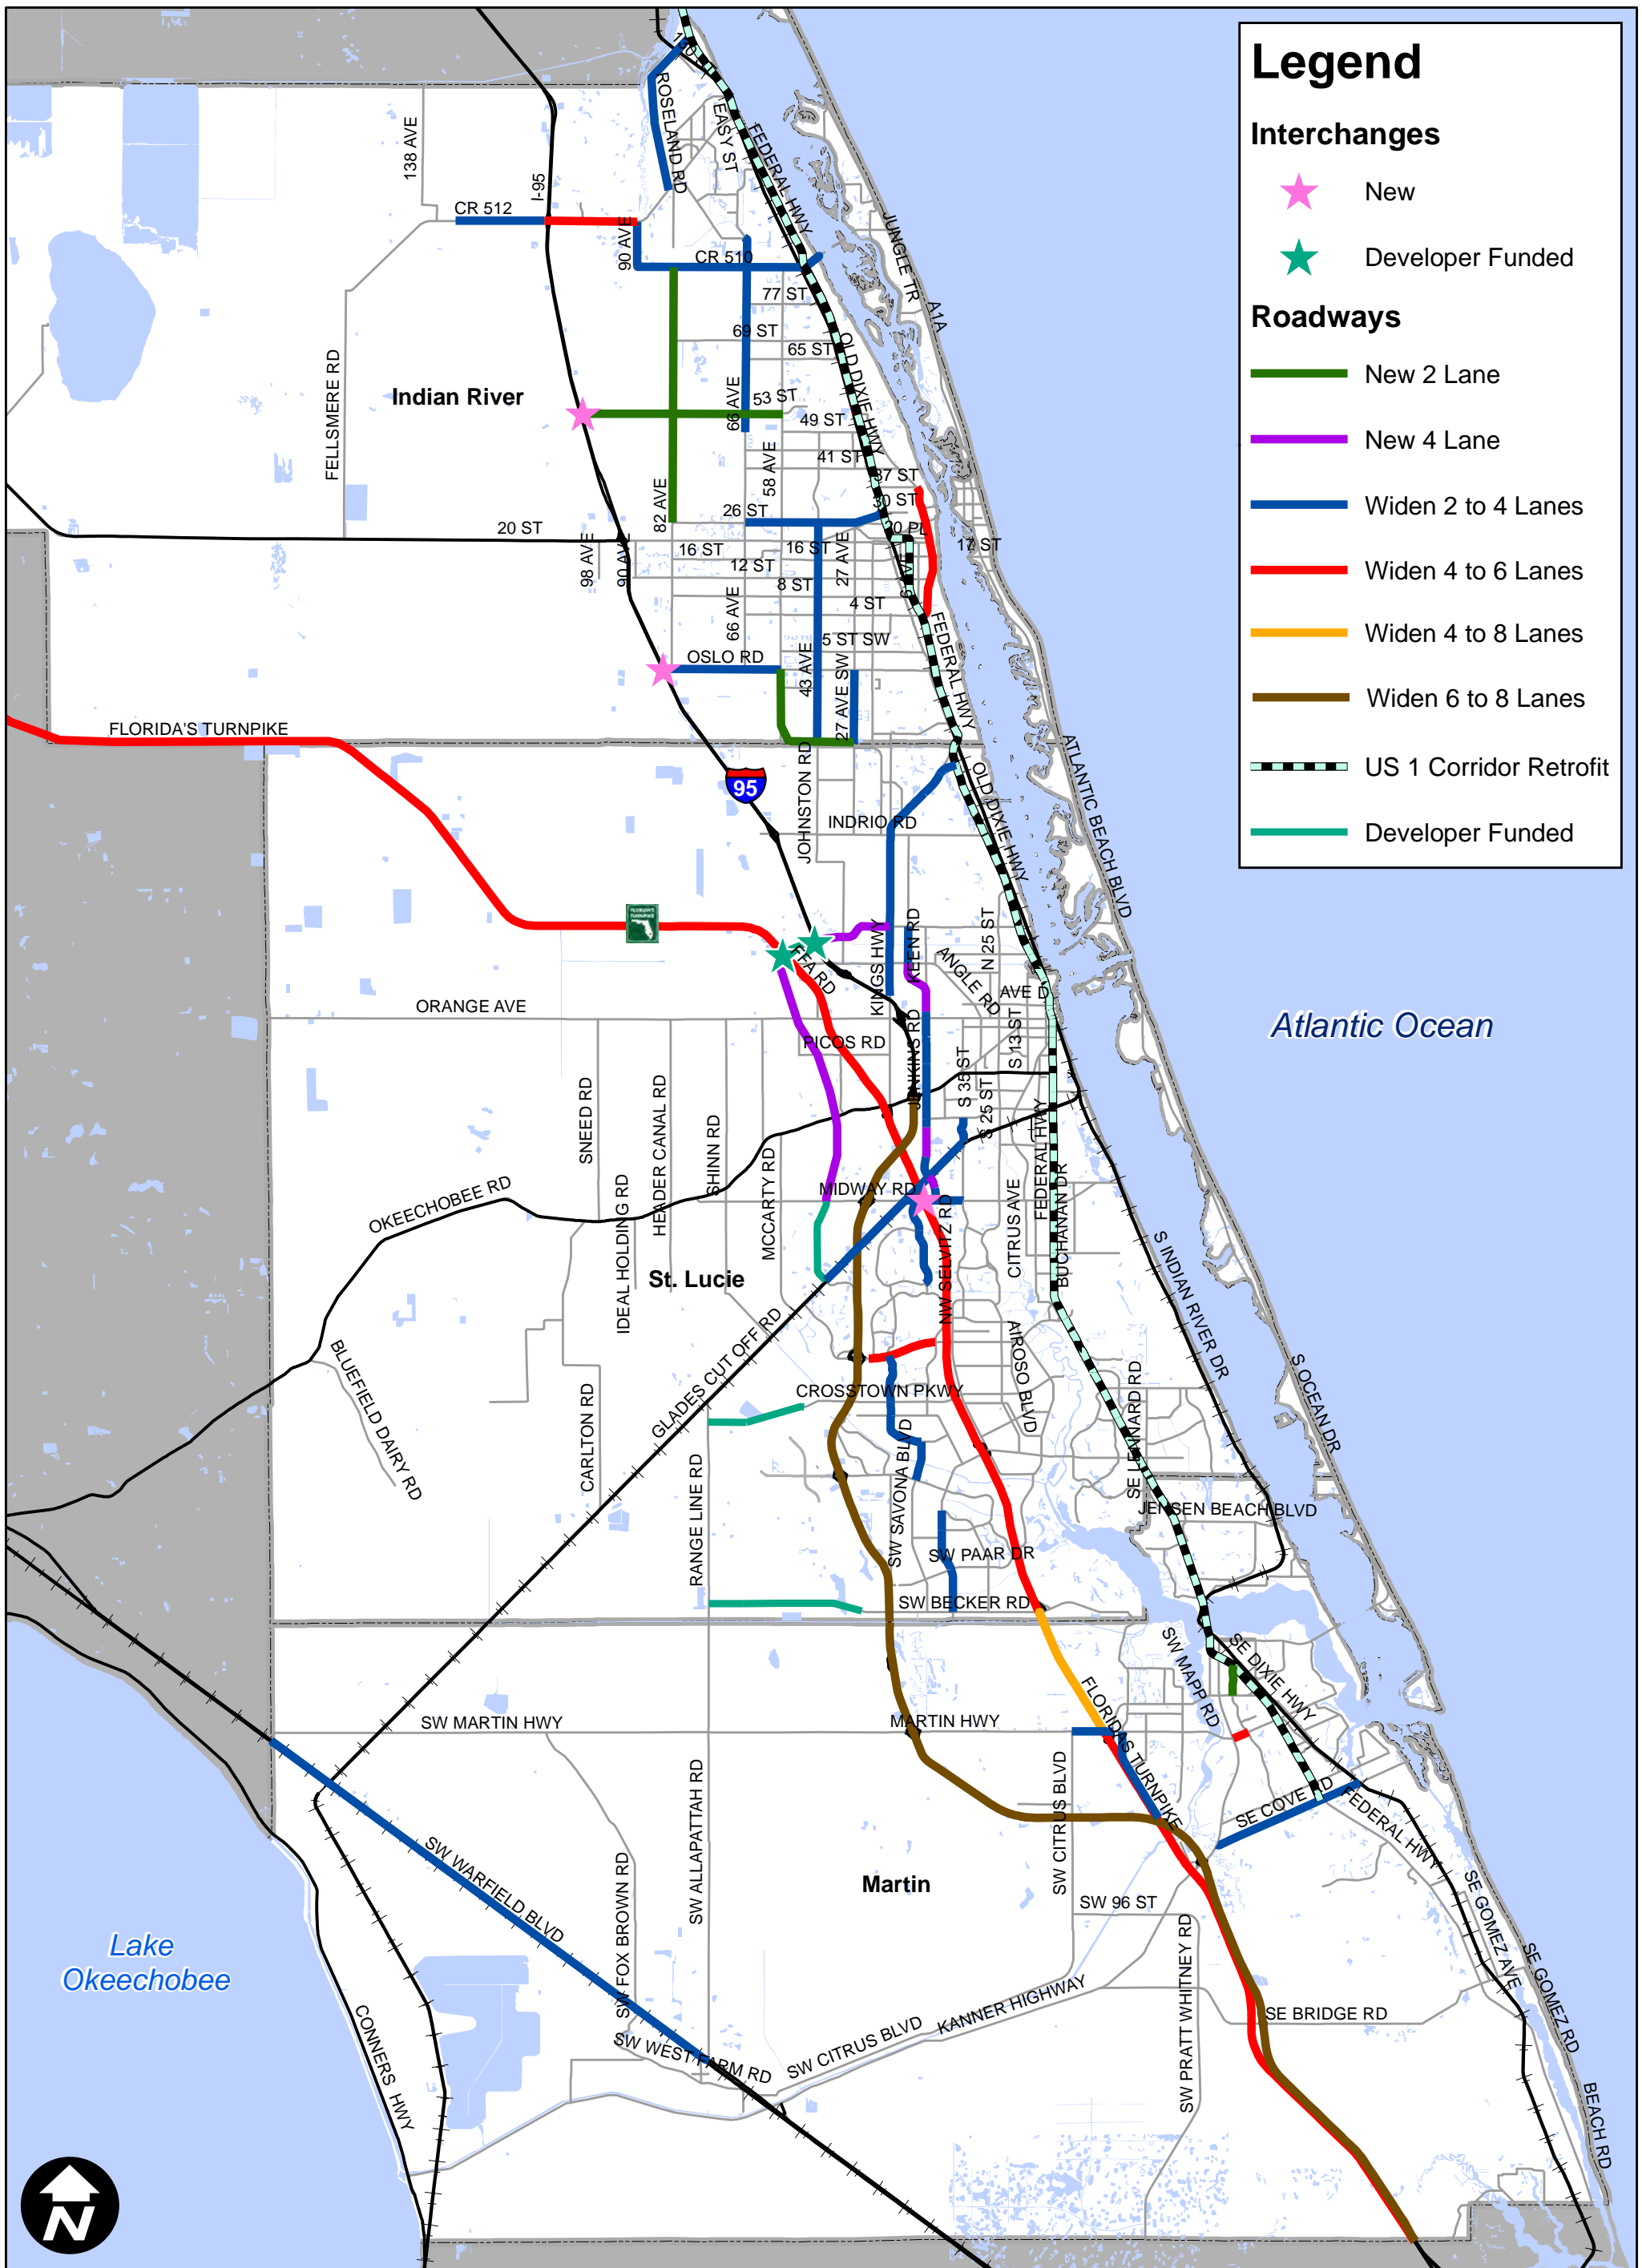 Legend
Interchanges
New
Developer Funded
Roadways
New 2 Lane
New 4 Lane
Widen 2 to 4 Lanes
Widen 4 to 6 Lanes
Widen 4 to 8 Lanes
Widen 6 to 8 Lanes
US 1 Corridor Retrofit
Developer Funded
ROSELAND RD
EASY ST
FEDERAL HWY
138 AVE
I-95
CR 512
90 AVE
CR 510
JUNGLE TR
A1A
77 ST
69 ST
65 ST
OLD DIXIE HWY
FELLSMERE RD
Indian River
66 AVE
53 ST
49 ST
58 AVE
41 ST
37 ST
82 AVE
26 ST
20 ST
20 PL
17 ST
98 AVE
90 AVE
16 ST
16 ST
27 AVE
12 ST
8 ST
4 ST
66 AVE
5 ST SW
FEDERAL HWY
OSLO RD
43 AVE
27 AVE SW
FLORIDA'S TURNPIKE
ATLANTIC BEACH BLVD
95
JOHNSTON RD
OLD DIXIE HWY
INDRIO RD
FLORIDA'S
TURNPIKE
KINGS HWY
KEEN RD
N 25 ST
ANGLE RD
FFA RD
AVE D
ORANGE AVE
Atlantic Ocean
PICOS RD
JENKINS RD
S 13 ST
S 35 ST
S 25 ST
SNEED RD
HEADER CANAL RD
SHINN RD
MCCARTY RD
FEDERAL HWY
OKEECHOBEE RD
IDEAL HOLDING RD
MIDWAY RD
NW SELVITZ RD
CITRUS AVE
BUCHANAN DR
S INDIAN RIVER DR
St. Lucie
GLADES CUT OFF RD
BLUEFIELD DAIRY RD
AIROSO BLVD
S OCEAN DR
CROSSTOWN PKWY
CARLTON RD
SE LENNARD RD
RANGE LINE RD
SW SAVONA BLVD
JENSEN BEACH BLVD
SW PAAR DR
SW BECKER RD
SW MAPP RD
SE DIXIE HWY
FLORIDAS TURNPIKE
SW MARTIN HWY
MARTIN HWY
SW CITRUS BLVD
SW ALLAPATTAH RD
SE COVE RD
FEDERAL HWY
SW WARFIELD BLVD
SW FOX BROWN RD
Martin
SW 96 ST
SW PRATT WHITNEY RD
SE GOMEZ AVE
SE GOMEZ RD
Lake
Okeechobee
KANNER HIGHWAY
SE BRIDGE RD
CONNERS HWY
SW WEST FARM RD
SW CITRUS BLVD
BEACH RD
N